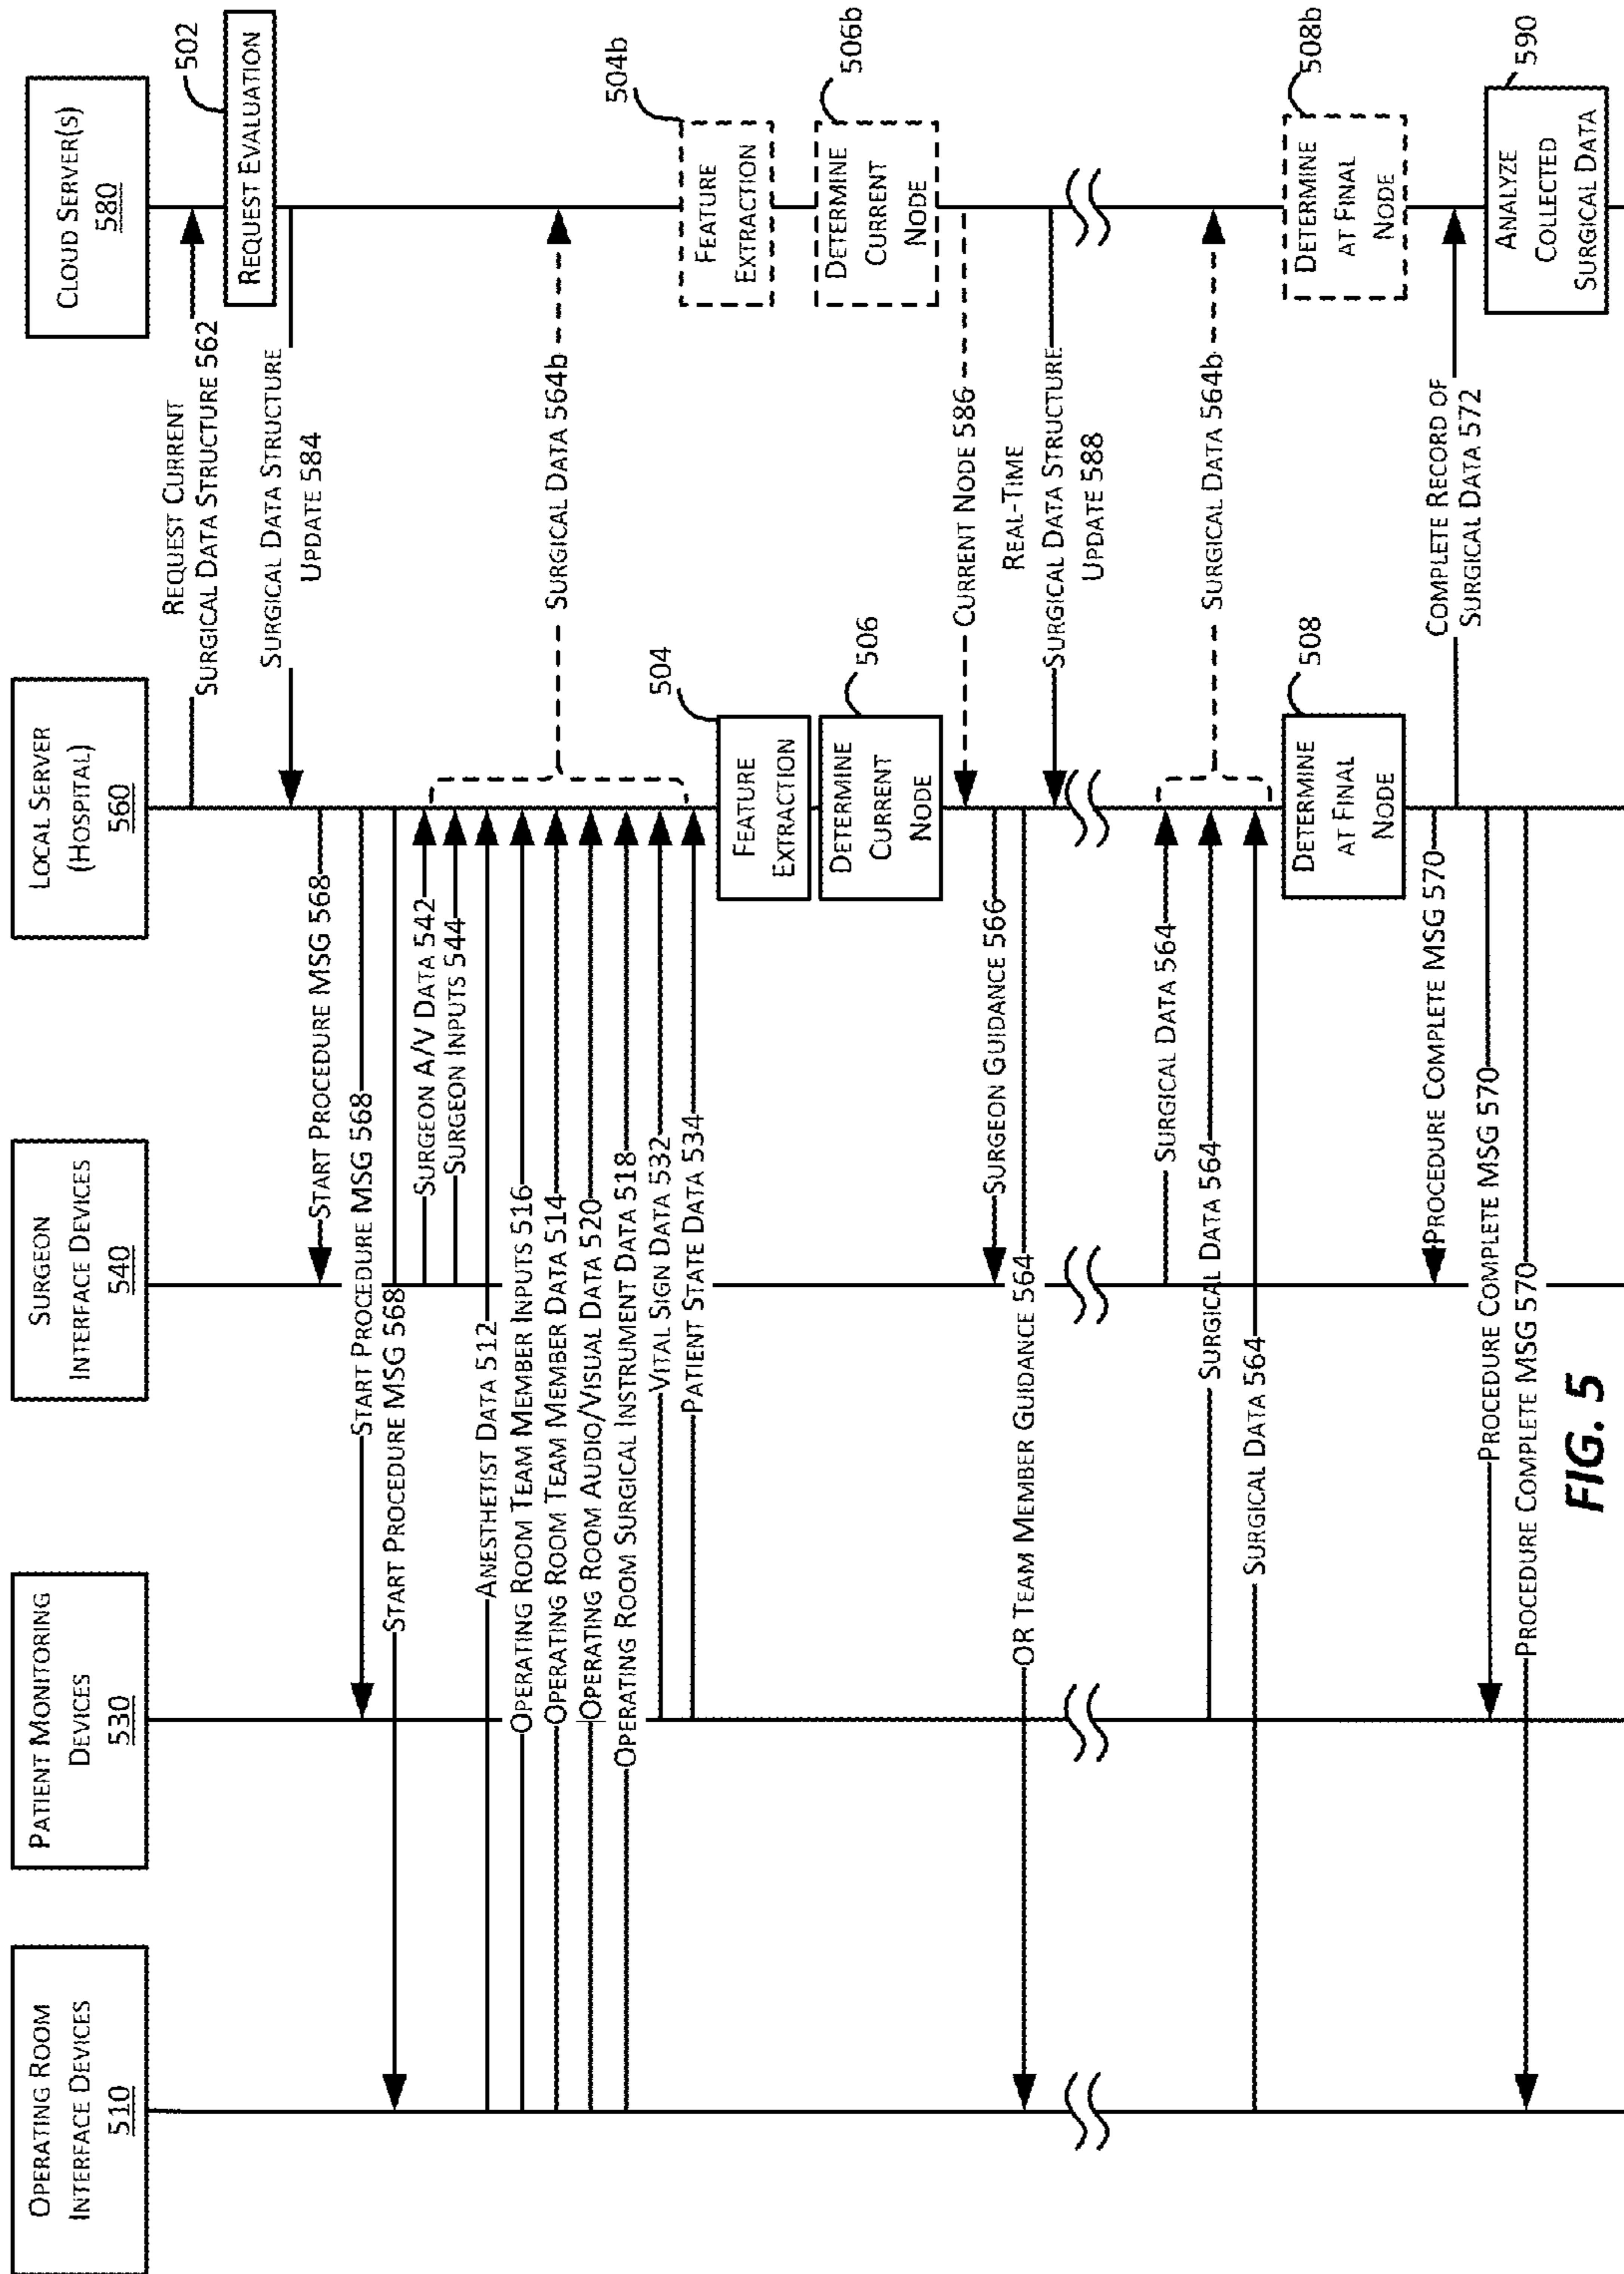 OPERATING ROOM
INTERFACE DEVICES
510
PATIENT MONITORING
DEVICES
530
SURGEON
INTERFACE DEVICES
540
LOCAL SERVER
(HOSPITAL)
560
CLOUD SERVER(S)
580
REQUEST CURRENT
SURGICAL DATA STRUCTURE 562
502
REQUEST EVALUATION
SURGICAL DATA STRUCTURE
UPDATE 584
START PROCEDURE MSG 568
START PROCEDURE MSG 568
START PROCEDURE MSG 568
SURGEON A/V DATA 542
SURGEON INPUTS 544
ANESTHETIST DATA 512
OPERATING ROOM TEAM MEMBER INPUTS 516
OPERATING ROOM TEAM MEMBER DATA 514
OPERATING ROOM AUDIO/VISUAL DATA 520
OPERATING ROOM SURGICAL INSTRUMENT DATA 518
VITAL SIGN DATA 532
PATIENT STATE DATA 534
SURGICAL DATA 564b
504
FEATURE
EXTRACTION
504b
FEATURE
EXTRACTION
506
DETERMINE
CURRENT
NODE
506b
DETERMINE
CURRENT
NODE
CURRENT NODE 586
SURGEON GUIDANCE 566
OR TEAM MEMBER GUIDANCE 564
REAL-TIME
SURGICAL DATA STRUCTURE
UPDATE 588
SURGICAL DATA 564
SURGICAL DATA 564
SURGICAL DATA 564
SURGICAL DATA 564b
508
DETERMINE
AT FINAL
NODE
508b
DETERMINE
AT FINAL
NODE
PROCEDURE COMPLETE MSG 570
COMPLETE RECORD OF
SURGICAL DATA 572
PROCEDURE COMPLETE MSG 570
PROCEDURE COMPLETE MSG 570
590
ANALYZE
COLLECTED
SURGICAL DATA
FIG. 5